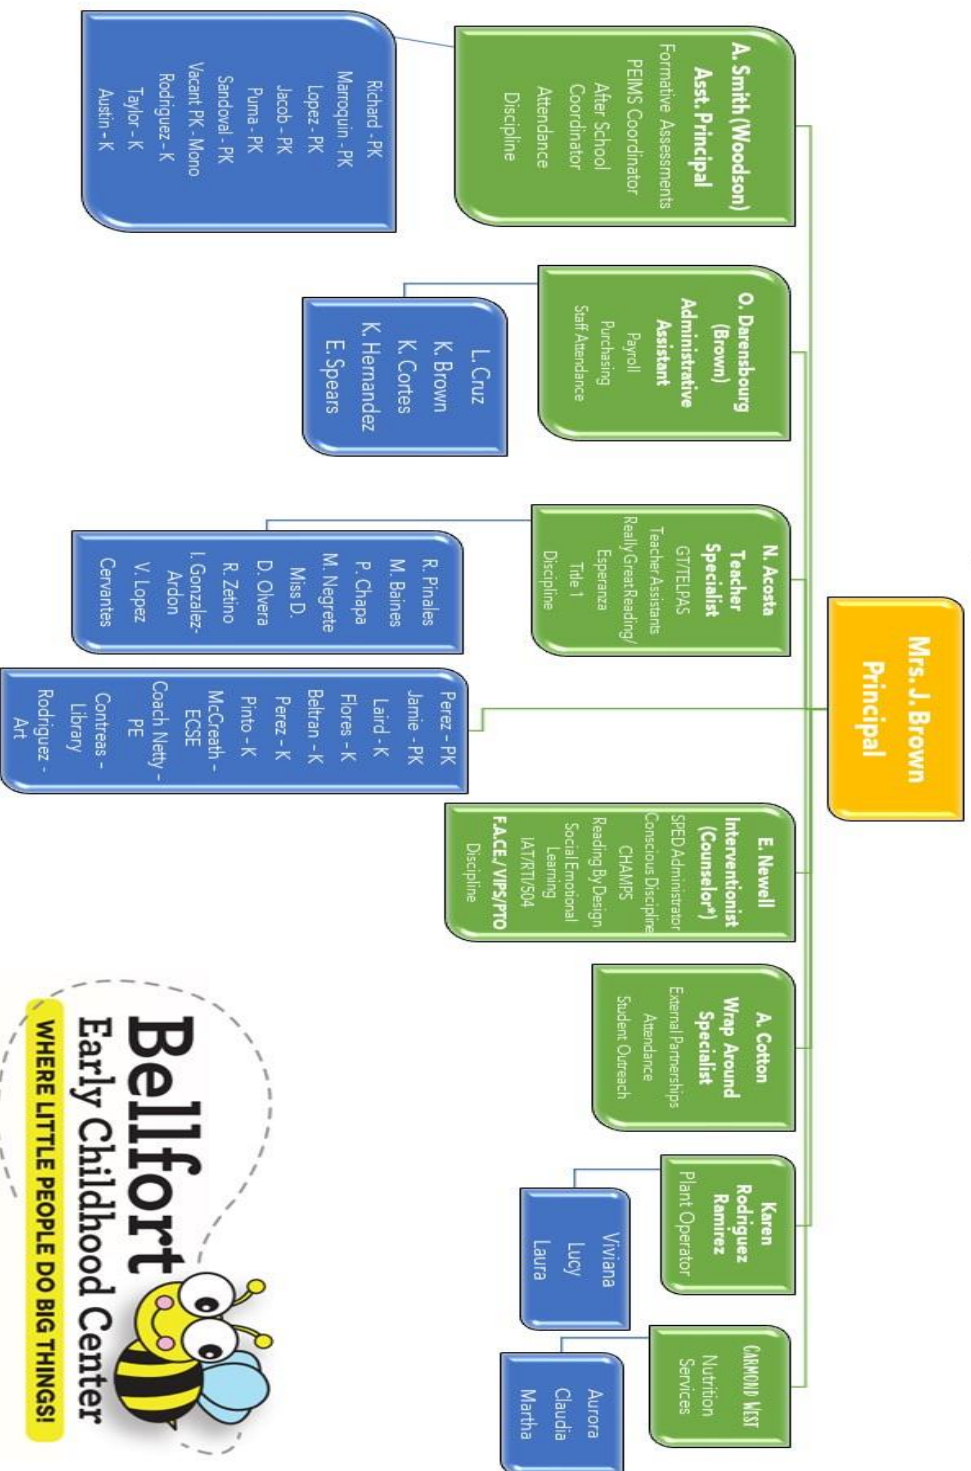 Mrs. J. Brown
Principal
A. Smith (Woodson)
Asst. Principal
Formative Assessments
PEIMS Coordinator
After School
Coordinator
Attendance
Discipline
Richard - PK
Marroquin - PK
Lopez - PK
Jacob - PK
Puma - PK
Sandoval - PK
Vacant PK - Mono
Rodriguez – K
Taylor – K
Austin – K
O. Darensbourg
(Brown)
Administrative
Assistant
Payroll
Purchasing
Staff Attendance
L. Cruz
K. Brown
K. Cortes
K. Hernandez
E. Spears
N. Acosta
Teacher
Specialist
GT/TELPAS
Teacher Assistants
Really Great Reading/
Esperanza
Title 1
Discipline
R. Pinales
M. Baines
P. Chapa
M. Negrete
Miss D.
D. Olvera
R. Zetino
I. Gonzalez-
Ardon
V. Lopez
Cervantes
Perez – PK
Jamie - PK
Laird - K
Flores – K
Beltran – K
Perez – K
Pinto – K
McCreath –
ECSE
Coach Netty –
PE
Contreas –
Library
Rodriguez -
Art
E. Newell
Interventionist
(Counselor*)
SPED Administrator
Conscious Discipline
CHAMPS
Reading By Design
Social Emotional
Learning
IAT/RTI/504
F.A.C.E./ VIPS/PTO
Discipline
A. Cotton
Wrap Around
Specialist
External Partnerships
Attendance
Student Outreach
Karen
Rodriguez
Ramirez
Plant Operator
Viviana
Lucy
Laura
CARMOND WEST
Nutrition
Services
Aurora
Claudia
Martha
Bellfort
Early Childhood Center
WHERE LITTLE PEOPLE DO BIG THINGS!